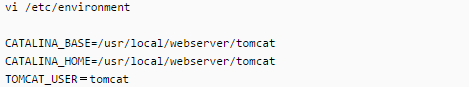 vi /etc/environment
CATALINA_BASE=/usr/local/webserver/tomcat
CATALINA_HOME=/usr/local/webserver/tomcat
TOMCAT_USER＝tomcat